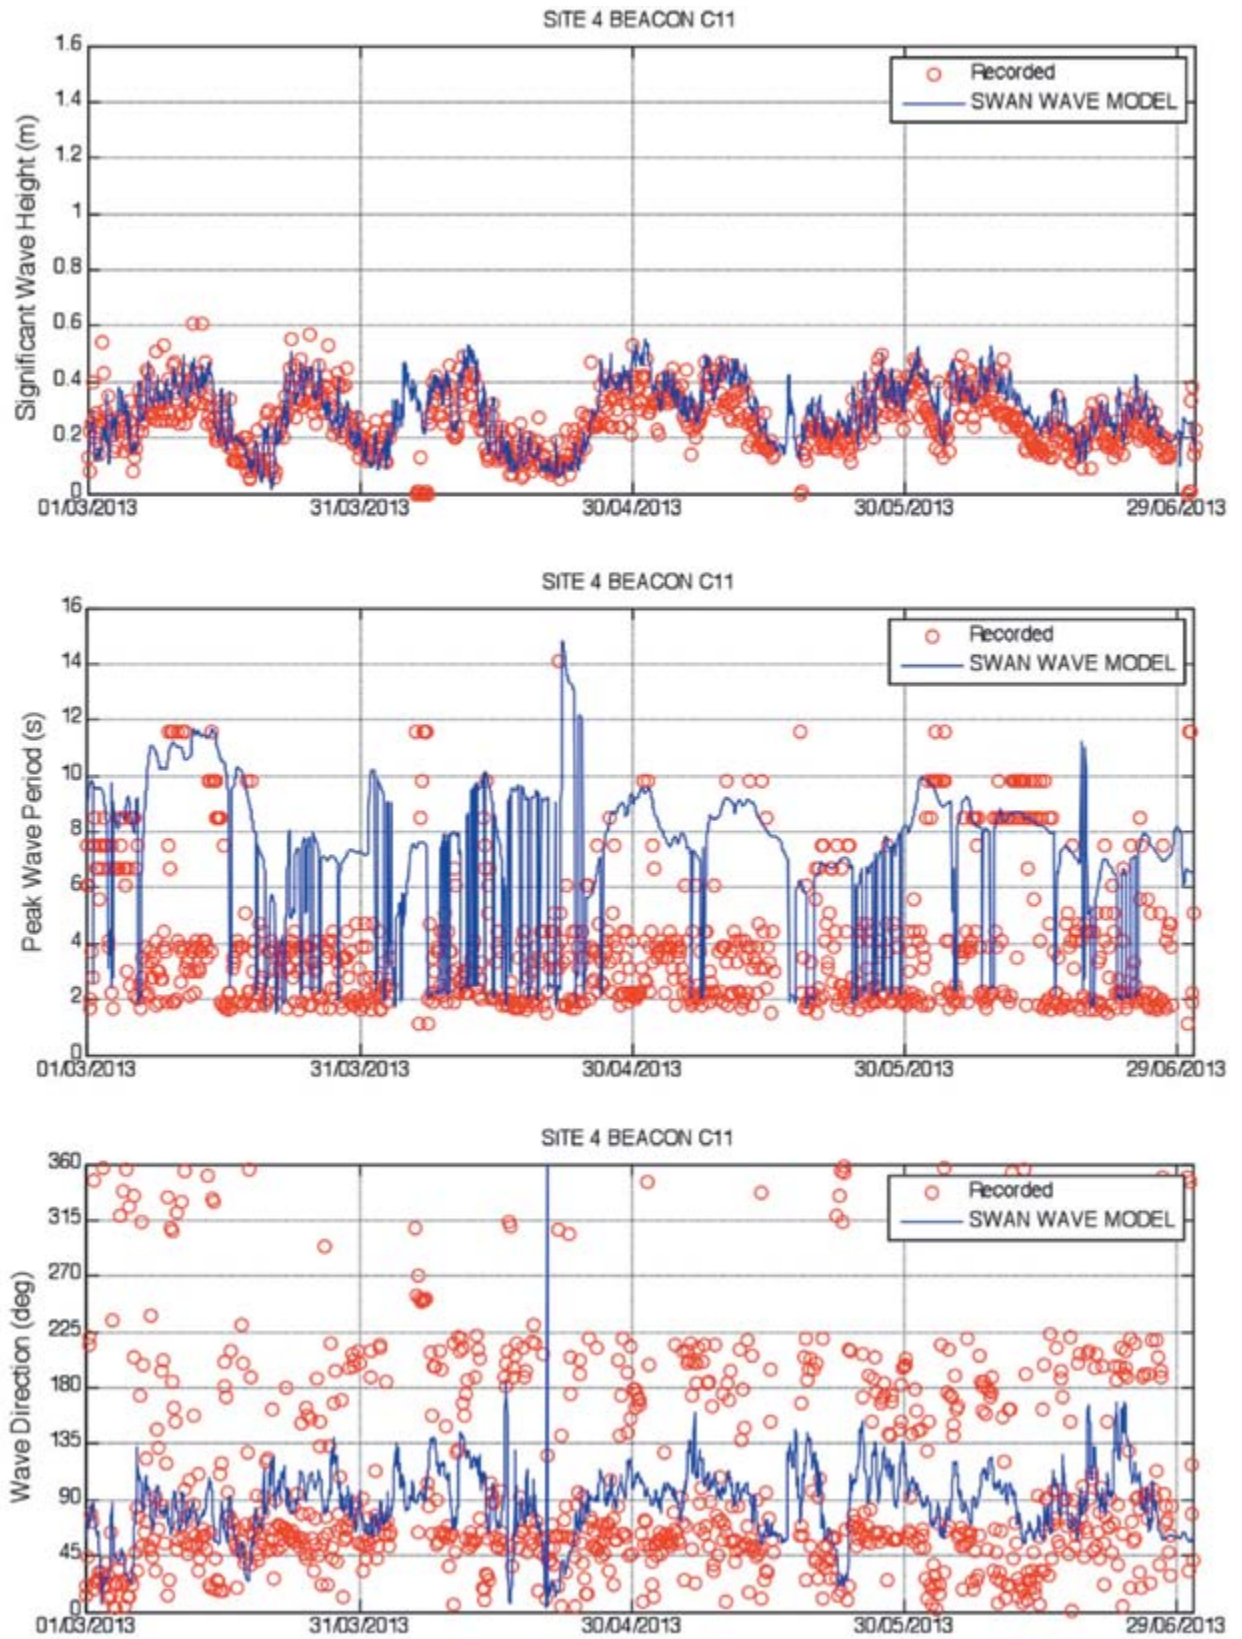 SITE 4 BEACON C11
Significant Wave Height (m)
1.6
1.4
1.2
1
0.8
0.6
0.4
0.2
0
Recorded
SWAN WAVE MODEL
01/03/2013 31/03/2013 30/04/2013 30/05/2013 29/06/2013
SITE 4 BEACON C11
Peak Wave Period (s)
16
14
12
10
8
6
4
2
0
Recorded
SWAN WAVE MODEL
01/03/2013 31/03/2013 30/04/2013 30/05/2013 29/06/2013
SITE 4 BEACON C11
Wave Direction (deg)
360
315
270
225
180
135
90
45
0
Recorded
SWAN WAVE MODEL
01/03/2013 31/03/2013 30/04/2013 30/05/2013 29/06/2013